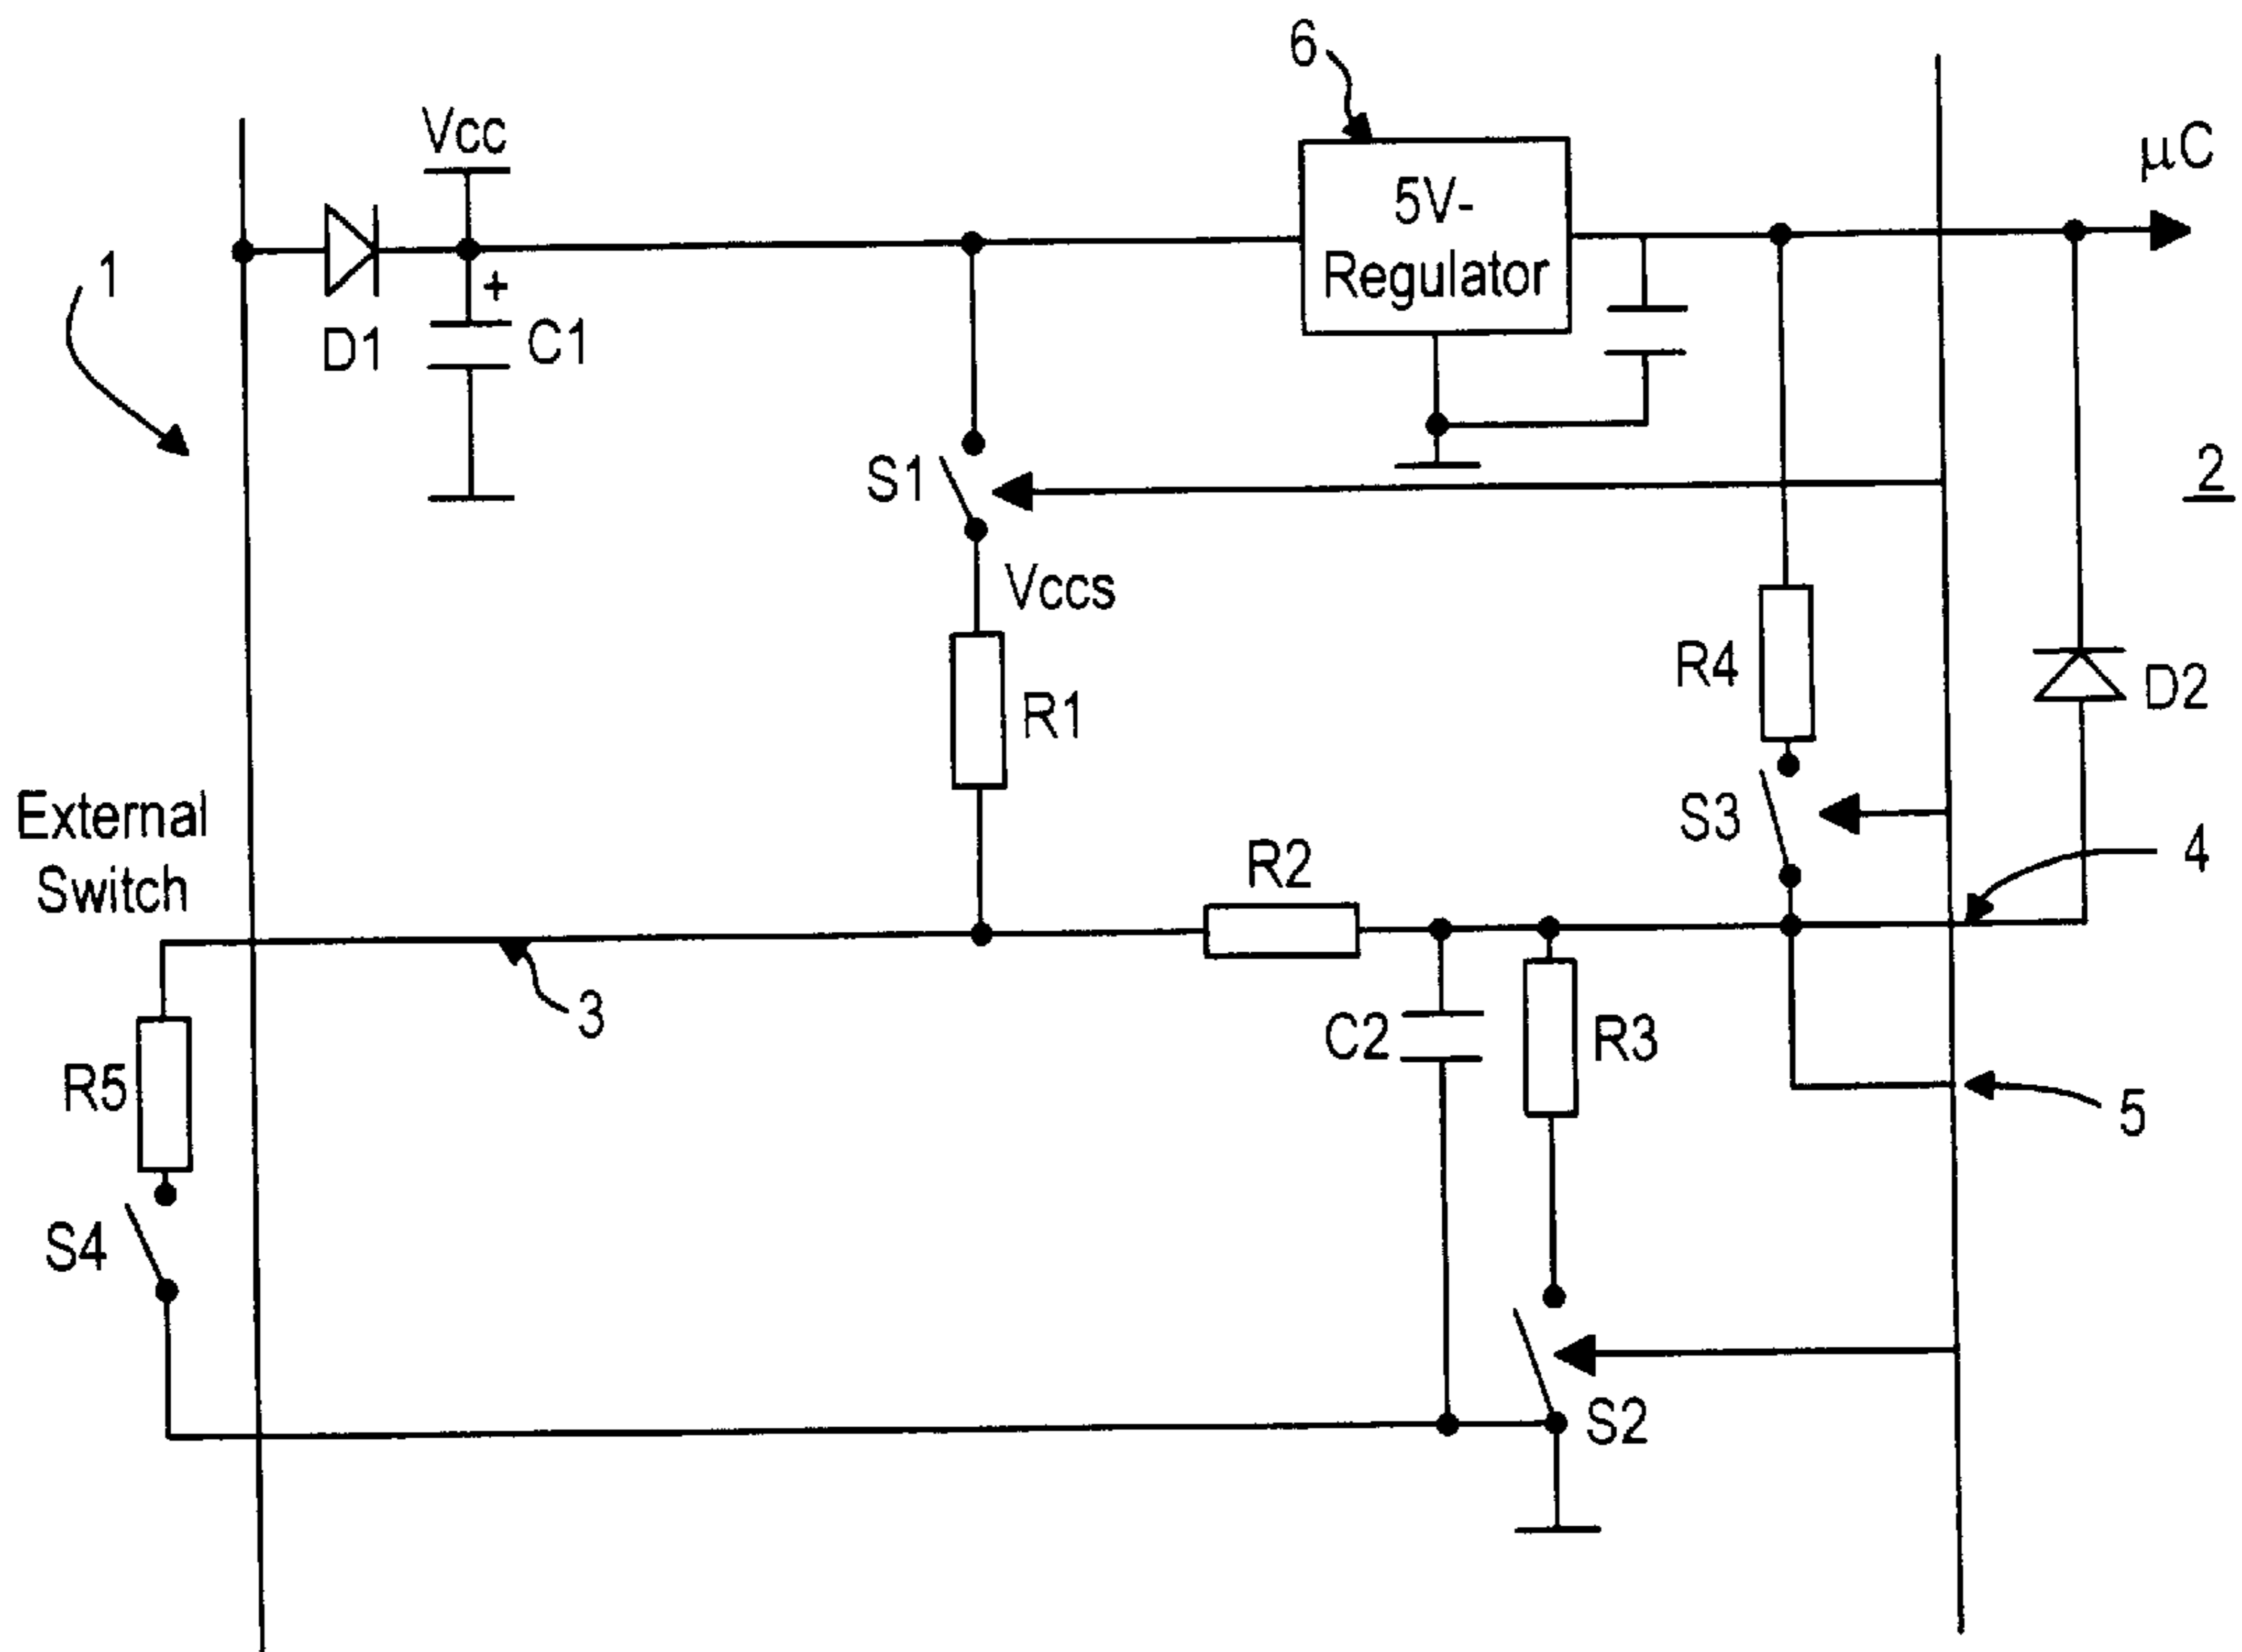 6
Vcc
µC
5V-
Regulator
1
+
D1
C1
S1
2
Vccs
R4
D2
R1
External
Switch
S3
R2
4
3
C2
R3
R5
5
S4
S2